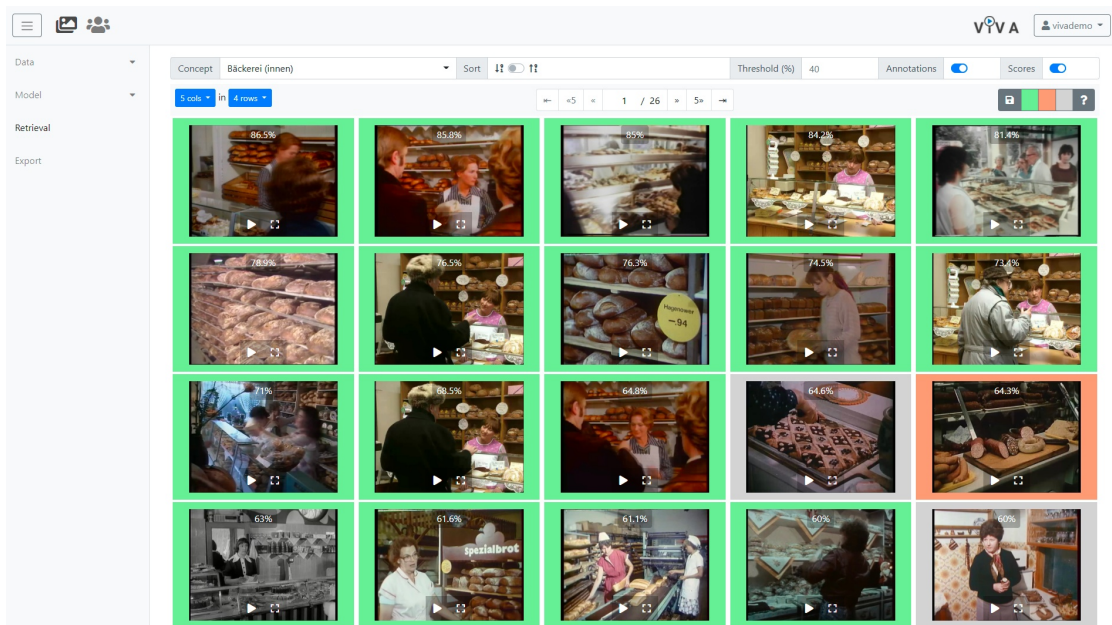 VIVA
vivademo
Data
Model
Retrieval
Export
Concept Bäckerei (innen) Sort Threshold (%) 40 Annotations Scores
5 cols in 4 rows
«5 « 1 / 26 » 5» ?
86.5% 85.8% 85% 84.2% 81.4%
78.9% 76.5% 76.3% 74.5% 73.4%
Hagenower
-.94
71% 68.5% 64.8% 64.6% 64.3%
63% 61.6% 61.1% 60% 60%
spezialbrot